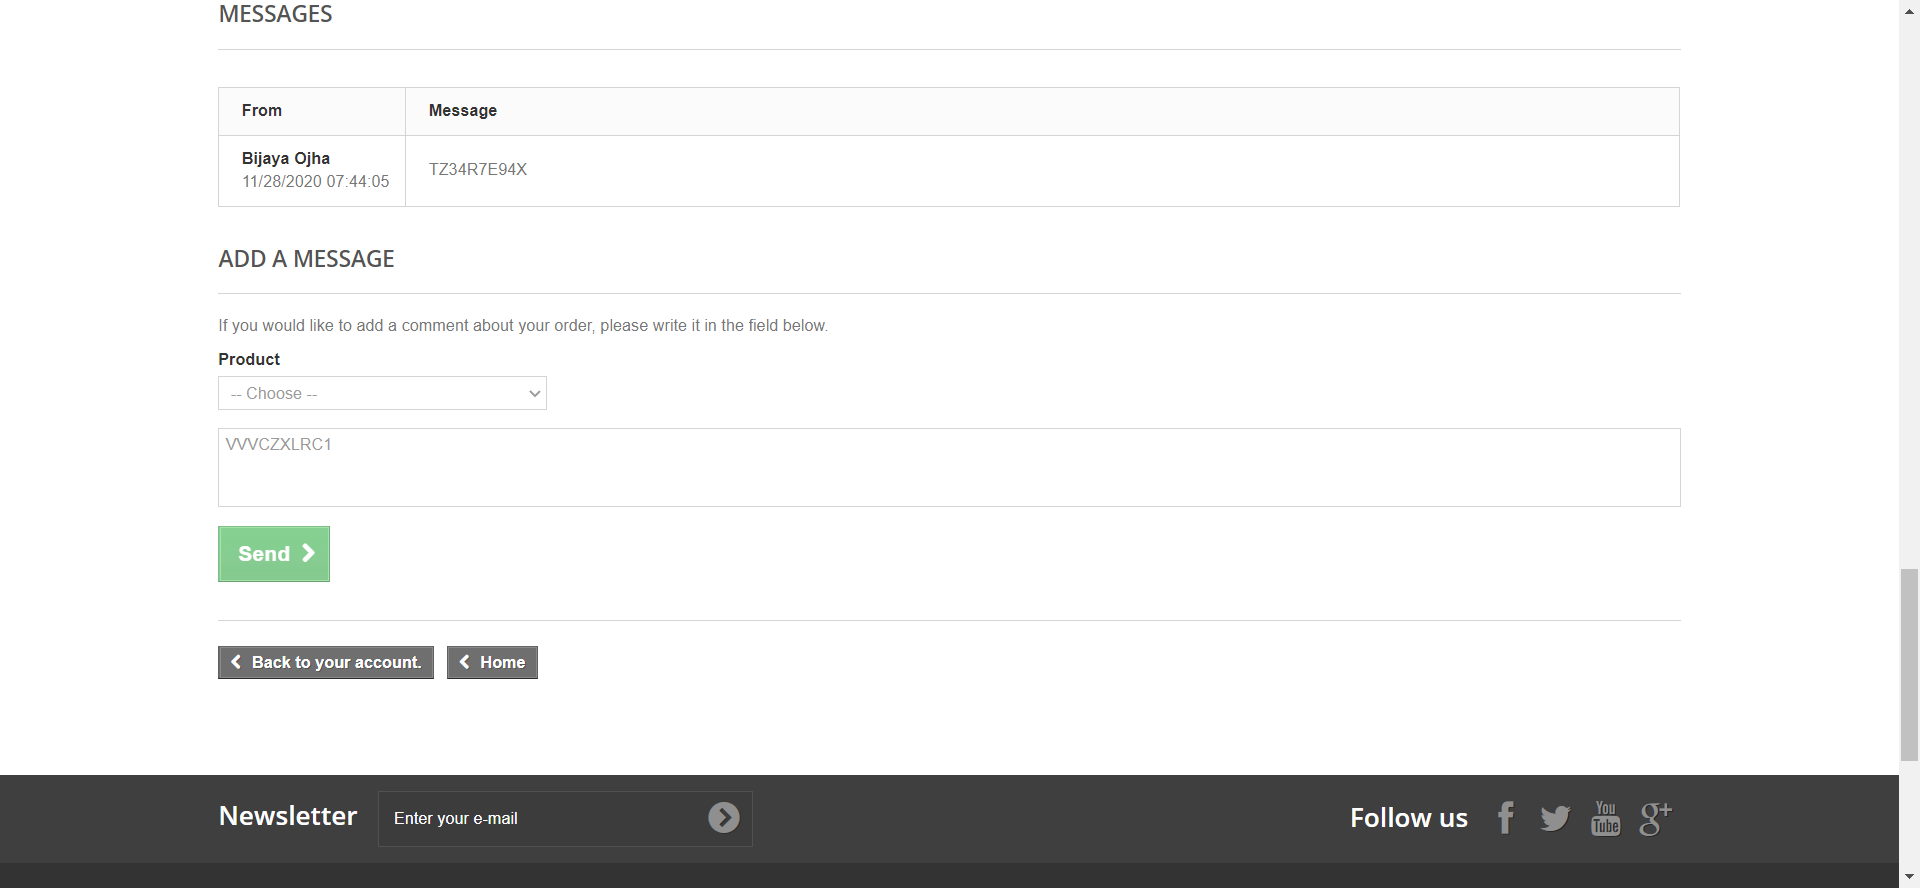 MESSAGES
From Message
Bijaya Ojha
11/28/2020 07:44:05
TZ34R7E94X
ADD A MESSAGE
If you would like to add a comment about your order, please write it in the field below.
Product
-- Choose --
VVVCZXLRC1
Send
Back to your account. Home
Newsletter Enter your e-mail Follow us You Tube g+